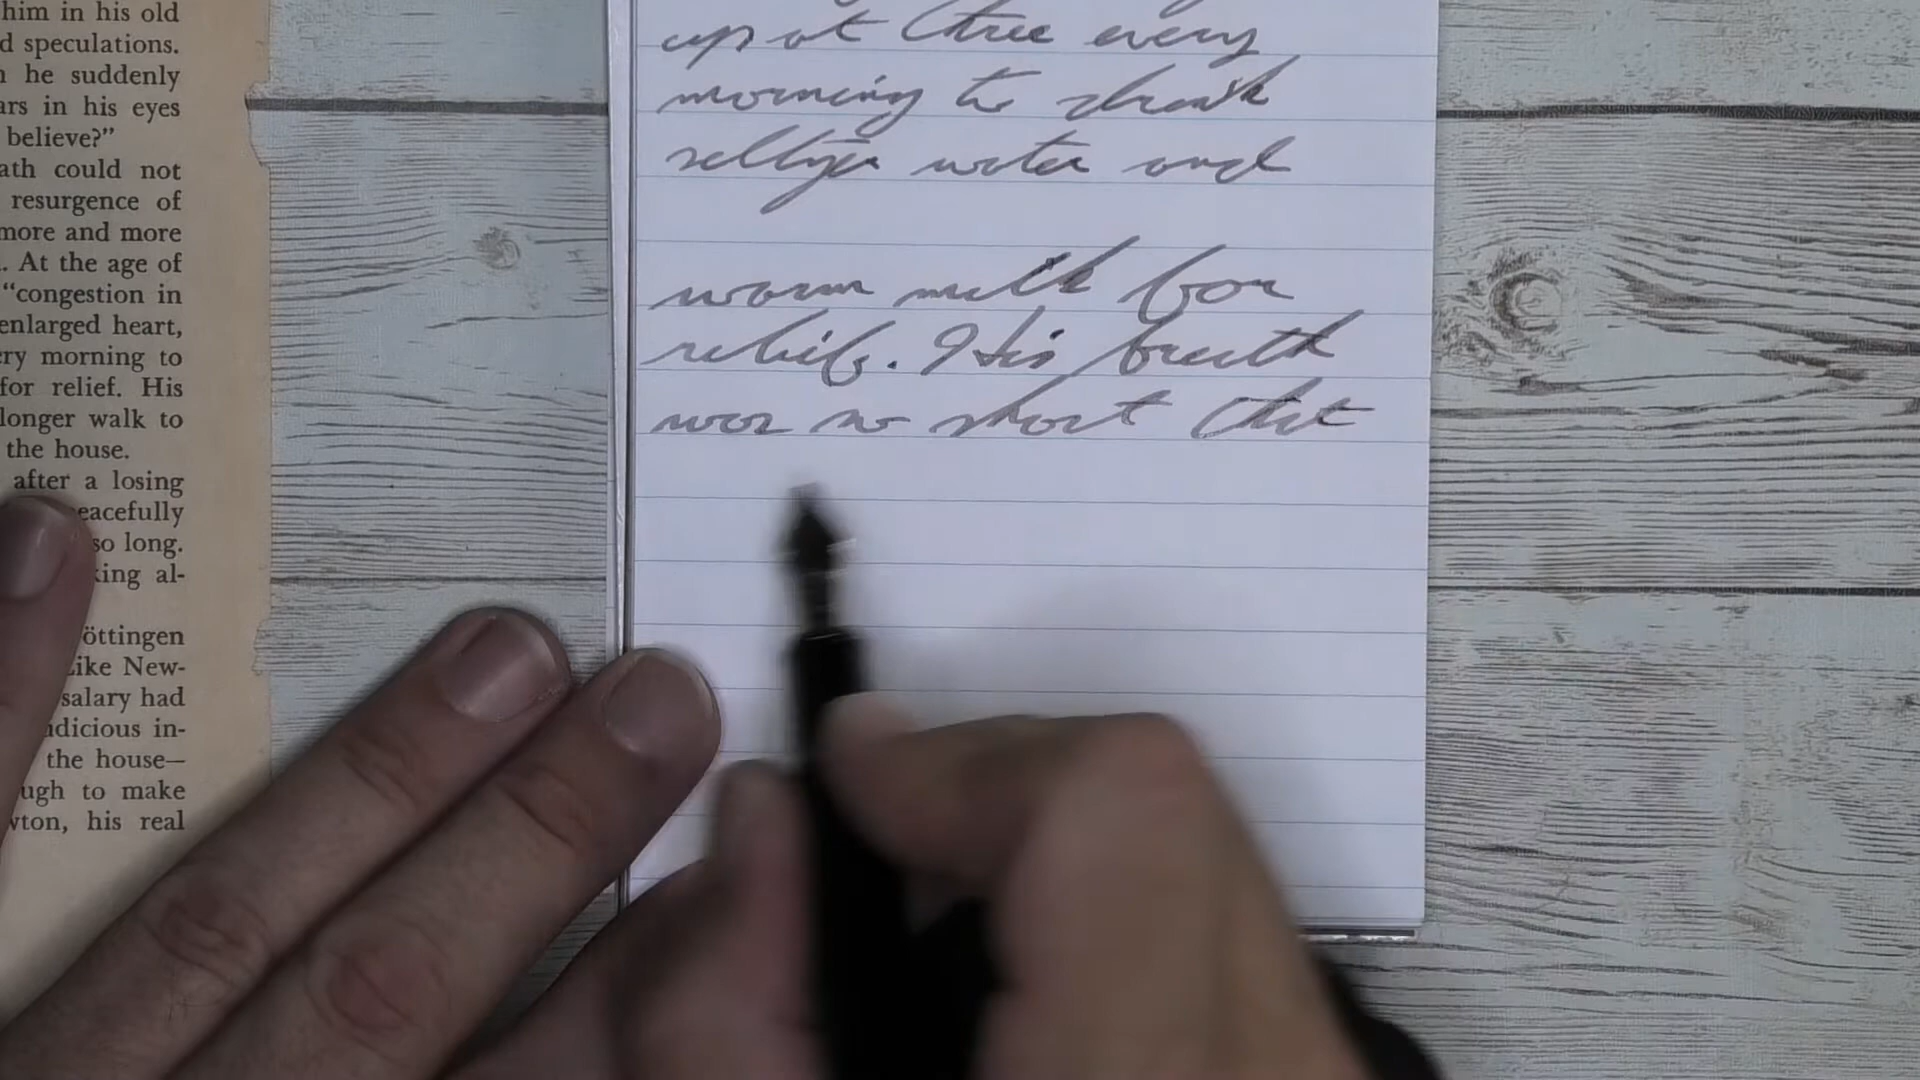 him in his old
d speculations.
n he suddenly
ars in his eyes
believe?”
ath could not
resurgence of
more and more
. At the age of
“congestion in
enlarged heart,
ry morning to
for relief. His
longer walk to
the house.
after a losing
eacefully
so long.
king al-
öttingen
Like New-
salary had
udicious in-
the house—
ugh to make
wton, his real
up at three every
morning to drink
seltzer water and
warm milk for
relief. His breath
was so short that